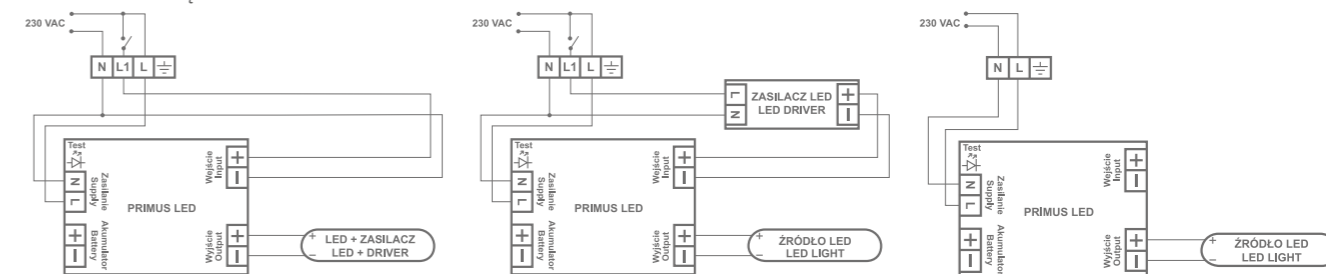 230 VAC
N L1 L
Test
N
L
Zasilanie
Supply
Akumulator
Battery
+
-
PRIMUS LED
Wejście
Input
+
-
Wyjście
Output
+
-
+
-
LED + ZASILACZ
LED + DRIVER
230 VAC
N L1 L
L
N
ZASILACZ LED
LED DRIVER
+
-
Test
N
L
Zasilanie
Supply
Akumulator
Battery
+
-
PRIMUS LED
Wejście
Input
+
-
Wyjście
Output
+
-
+
-
ŹRÓDŁO LED
LED LIGHT
230 VAC
N L
Test
N
L
Zasilanie
Supply
Akumulator
Battery
+
-
PRIMUS LED
Wejście
Input
+
-
Wyjście
Output
+
-
+
-
ŹRÓDŁO LED
LED LIGHT